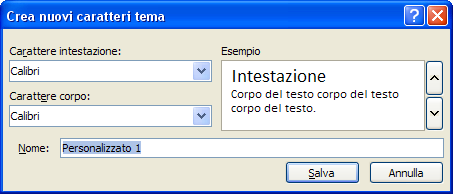 Crea nuovi caratteri tema
Carattere intestazione:
Calibri
Carattere corpo:
Calibri
Esempio
Intestazione
Corpo del testo corpo del testo
corpo del testo.
Nome: Personalizzato 1
Salva Annulla